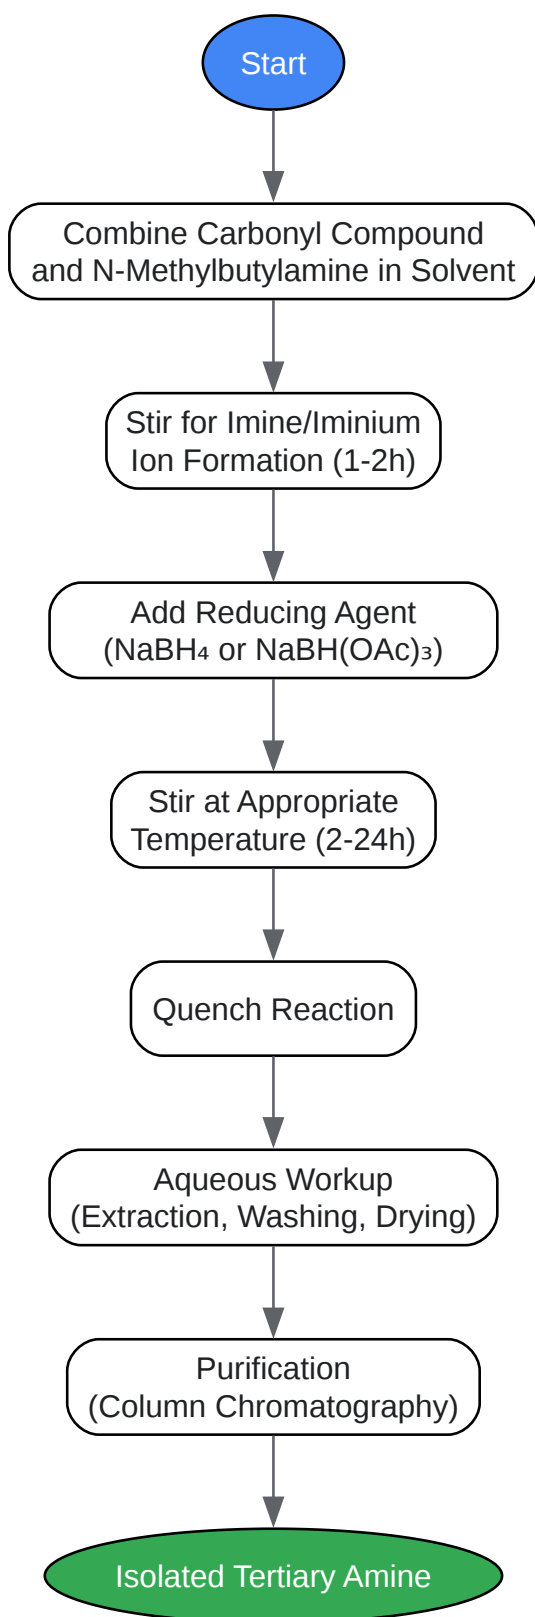 Start
Combine Carbonyl Compound
and N-Methylbutylamine in Solvent
Stir for Imine/Iminium
Ion Formation (1-2h)
Add Reducing Agent
(NaBH₄ or NaBH(OAc)₃)
Stir at Appropriate
Temperature (2-24h)
Quench Reaction
Aqueous Workup
(Extraction, Washing, Drying)
Purification
(Column Chromatography)
Isolated Tertiary Amine